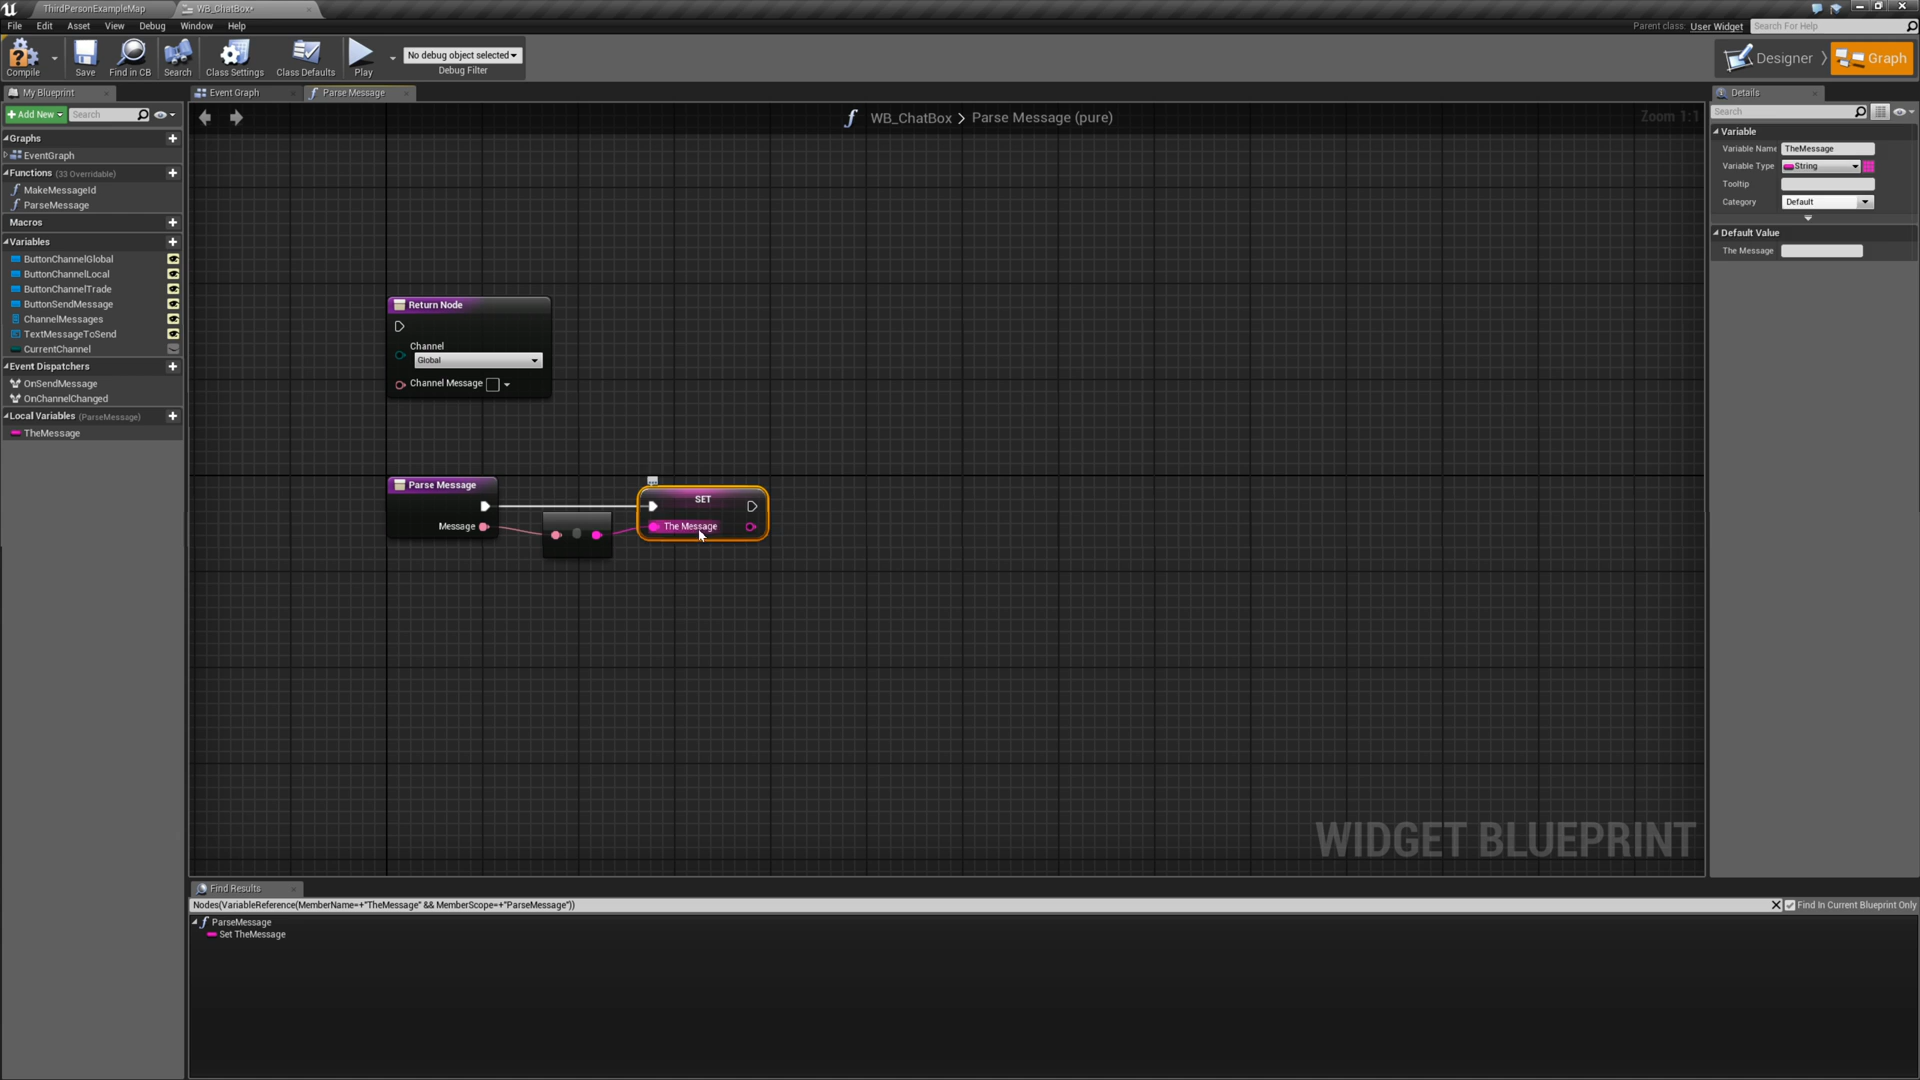 ThirdPersonExampleMap
WB_ChatBox*
File Edit Asset View Debug Window Help
Parent class: User Widget
Search For Help
Compile
Save
Find in CB
Search
Class Settings
Class Defaults
Play
No debug object selected
Debug Filter
Designer
Graph
My Blueprint
Event Graph
Parse Message
Details
Add New
Search
WB_ChatBox > Parse Message (pure)
Zoom 1:1
Search
Graphs
EventGraph
Functions (33 Overridable)
MakeMessageId
ParseMessage
Macros
Variables
ButtonChannelGlobal
ButtonChannelLocal
ButtonChannelTrade
ButtonSendMessage
ChannelMessages
TextMessageToSend
CurrentChannel
Event Dispatchers
OnSendMessage
OnChannelChanged
Local Variables (ParseMessage)
TheMessage
Return Node
Channel
Global
Channel Message
Parse Message
Message
SET
The Message
WIDGET BLUEPRINT
Variable
Variable Name TheMessage
Variable Type String
Tooltip
Category Default
Default Value
The Message
Find Results
Nodes(VariableReference(MemberName=+"TheMessage" && MemberScope=+"ParseMessage"))
Find In Current Blueprint Only
ParseMessage
Set TheMessage